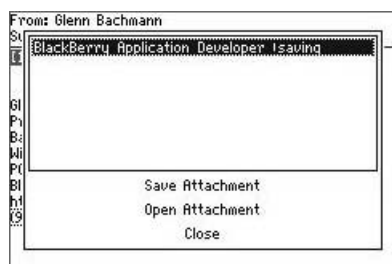 From: Glenn Bachmann
BlackBerry Application Developer !saving
Save Attachment
Open Attachment
Close